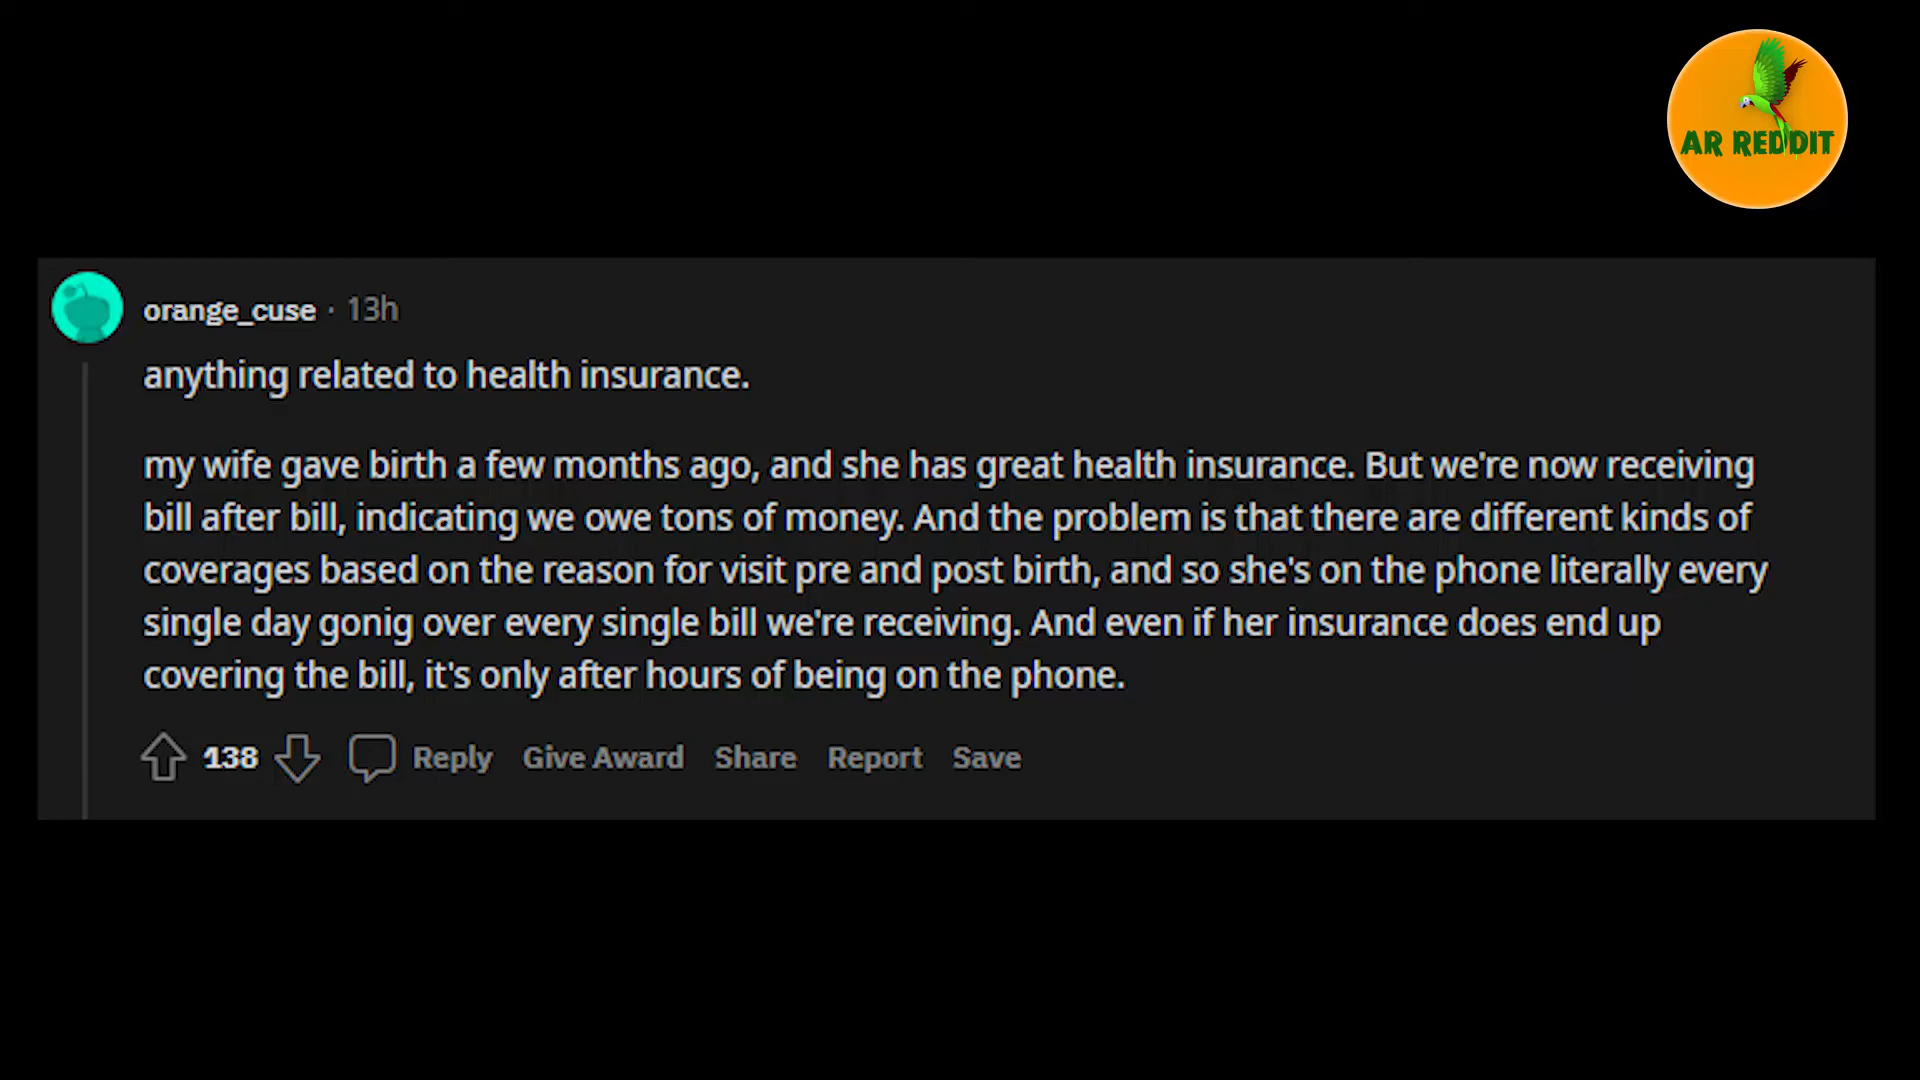 AR REDDIT
orange_cuse · 13h
anything related to health insurance.
my wife gave birth a few months ago, and she has great health insurance. But we're now receiving
bill after bill, indicating we owe tons of money. And the problem is that there are different kinds of
coverages based on the reason for visit pre and post birth, and so she's on the phone literally every
single day gonig over every single bill we're receiving. And even if her insurance does end up
covering the bill, it's only after hours of being on the phone.
138 Reply Give Award Share Report Save